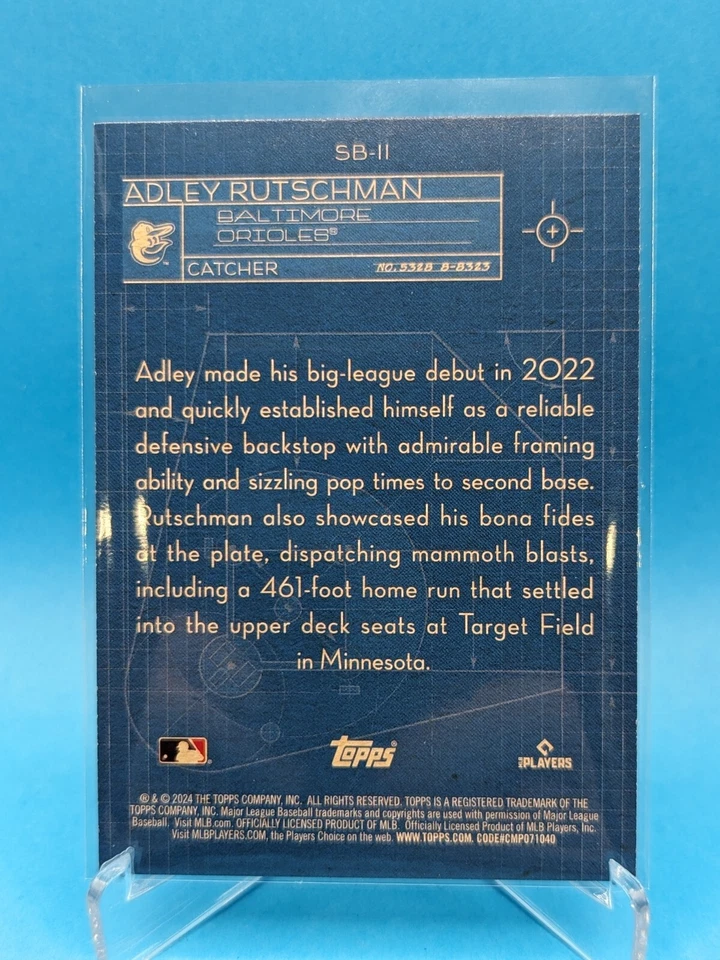 SB-11
ADLEY RUTSCHMAN
BALTIMORE
ORIOLES®
CATCHER
NO. 532B B-8323
Adley made his big-league debut in 2022
and quickly established himself as a reliable
defensive backstop with admirable framing
ability and sizzling pop times to second base.
Rutschman also showcased his bona fides
at the plate, dispatching mammoth blasts,
including a 461-foot home run that settled
into the upper deck seats at Target Field
in Minnesota.
Topps®
MLB PLAYERS
® & © 2024 THE TOPPS COMPANY, INC. ALL RIGHTS RESERVED. TOPPS IS A REGISTERED TRADEMARK OF THE
TOPPS COMPANY, INC. Major League Baseball trademarks and copyrights are used with permission of Major League
Baseball. Visit MLB.com. OFFICIALLY LICENSED PRODUCT OF MLB. Officially Licensed Product of MLB Players, Inc.
Visit MLBPLAYERS.COM, the Players Choice on the web. WWW.TOPPS.COM. CODE#CMP071040